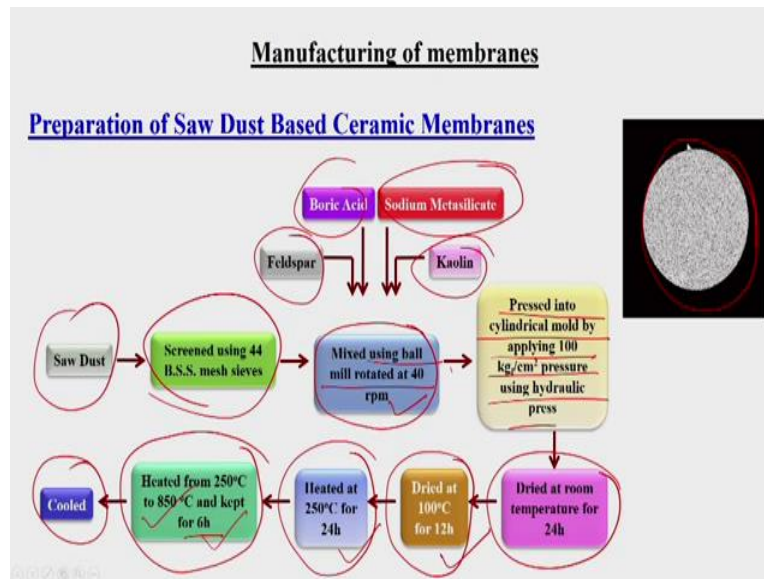 Manufacturing of membranes
Preparation of Saw Dust Based Ceramic Membranes
Boric Acid
Sodium Metasilicate
Feldspar
Kaolin
Saw Dust
Screened using 44
B.S.S. mesh sieves
Mixed using ball
mill rotated at 40
rpm
Pressed into
cylindrical mold by
applying 100
kgf/cm² pressure
using hydraulic
press
Dried at room
temperature for
24h
Dried at
100°C
for 12h
Heated at
250°C for
24h
Heated from 250°C
to 850 °C and kept
for 6h
Cooled